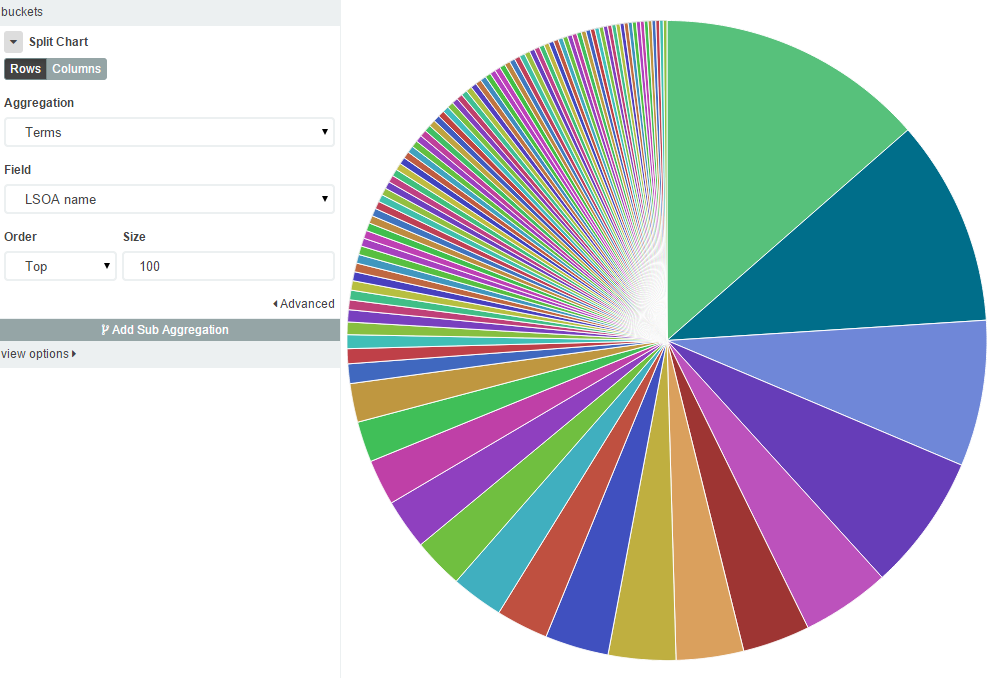 buckets
Split Chart
Rows Columns
Aggregation
Terms
Field
LSOA name
Order Size
Top 100
Advanced
Add Sub Aggregation
view options